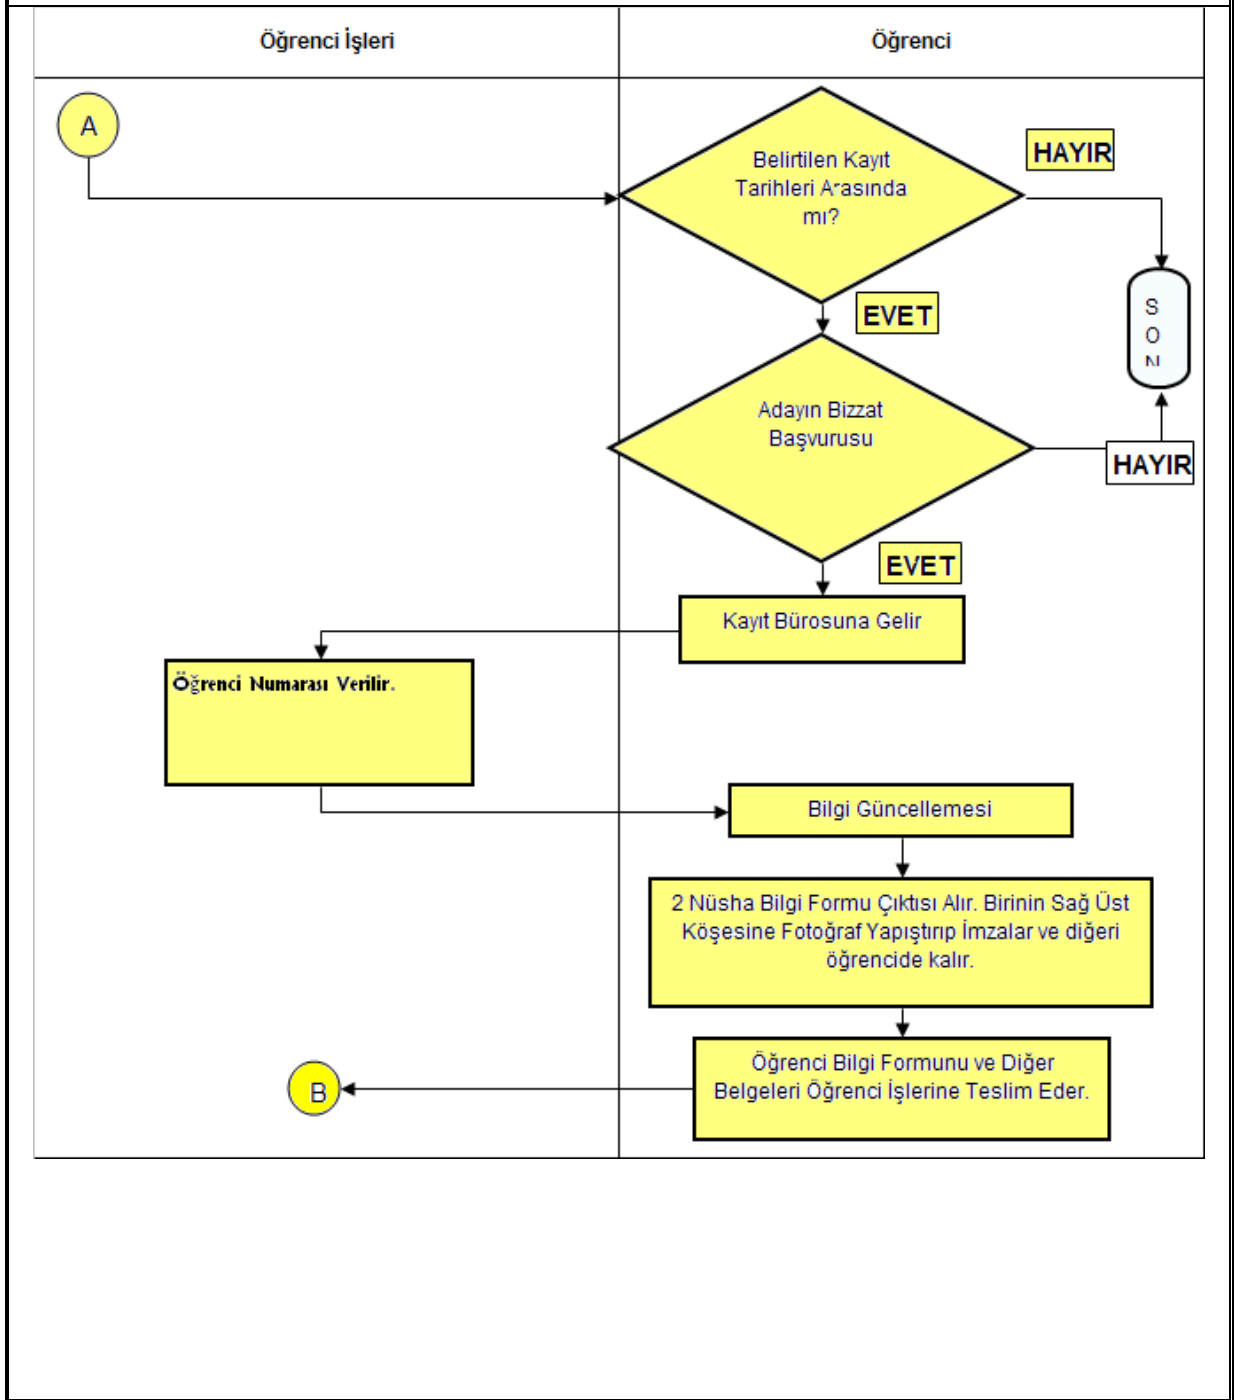 Öğrenci İşleri
Öğrenci
A
Belirtilen Kayıt
Tarihleri Arasında
mı?
HAYIR
EVET
S
O
N
Adayın Bizzat
Başvurusu
HAYIR
EVET
Kayıt Bürosuna Gelir
Öğrenci Numarası Verilir.
Bilgi Güncellemesi
2 Nüsha Bilgi Formu Çıktısı Alır. Birinin Sağ Üst
Köşesine Fotoğraf Yapıştırıp İmzalar ve diğeri
öğrencide kalır.
Öğrenci Bilgi Formunu ve Diğer
Belgeleri Öğrenci İşlerine Teslim Eder.
B